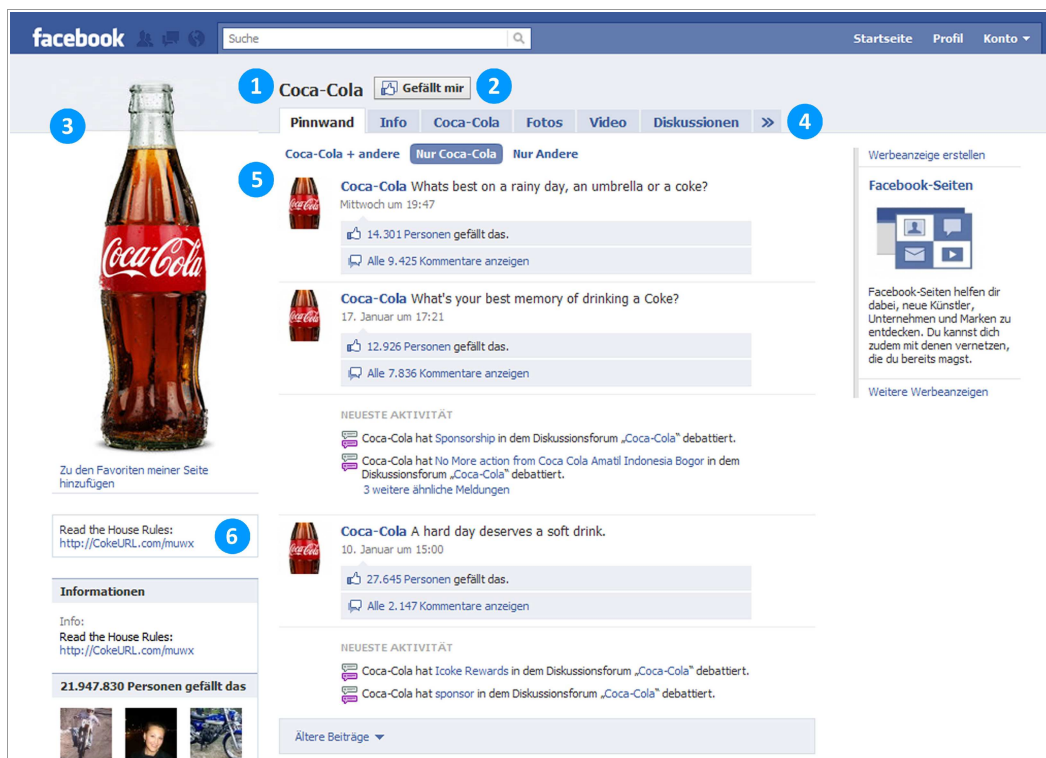 facebook
Suche
Startseite Profil Konto
1 Coca-Cola Gefällt mir 2
3
Pinnwand Info Coca-Cola Fotos Video Diskussionen » 4
Coca-Cola + andere Nur Coca-Cola Nur Andere
5
Coca-Cola Whats best on a rainy day, an umbrella or a coke?
Mittwoch um 19:47
14.301 Personen gefällt das.
Alle 9.425 Kommentare anzeigen
Coca-Cola What's your best memory of drinking a Coke?
17. Januar um 17:21
12.926 Personen gefällt das.
Alle 7.836 Kommentare anzeigen
NEUESTE AKTIVITÄT
Coca-Cola hat Sponsorship in dem Diskussionsforum „Coca-Cola“ debattiert.
Coca-Cola hat No More action from Coca Cola Amatil Indonesia Bogor in dem
Diskussionsforum „Coca-Cola“ debattiert.
3 weitere ähnliche Meldungen
Coca-Cola A hard day deserves a soft drink.
10. Januar um 15:00
27.645 Personen gefällt das.
Alle 2.147 Kommentare anzeigen
NEUESTE AKTIVITÄT
Coca-Cola hat Icoke Rewards in dem Diskussionsforum „Coca-Cola“ debattiert.
Coca-Cola hat sponsor in dem Diskussionsforum „Coca-Cola“ debattiert.
Ältere Beiträge
Coca-Cola
Zu den Favoriten meiner Seite
hinzufügen
Read the House Rules:
http://CokeURL.com/muwx
6
Informationen
Info:
Read the House Rules:
http://CokeURL.com/muwx
21.947.830 Personen gefällt das
Werbeanzeige erstellen
Facebook-Seiten
Facebook-Seiten helfen dir
dabei, neue Künstler,
Unternehmen und Marken zu
entdecken. Du kannst dich
zudem mit denen vernetzen,
die du bereits magst.
Weitere Werbeanzeigen